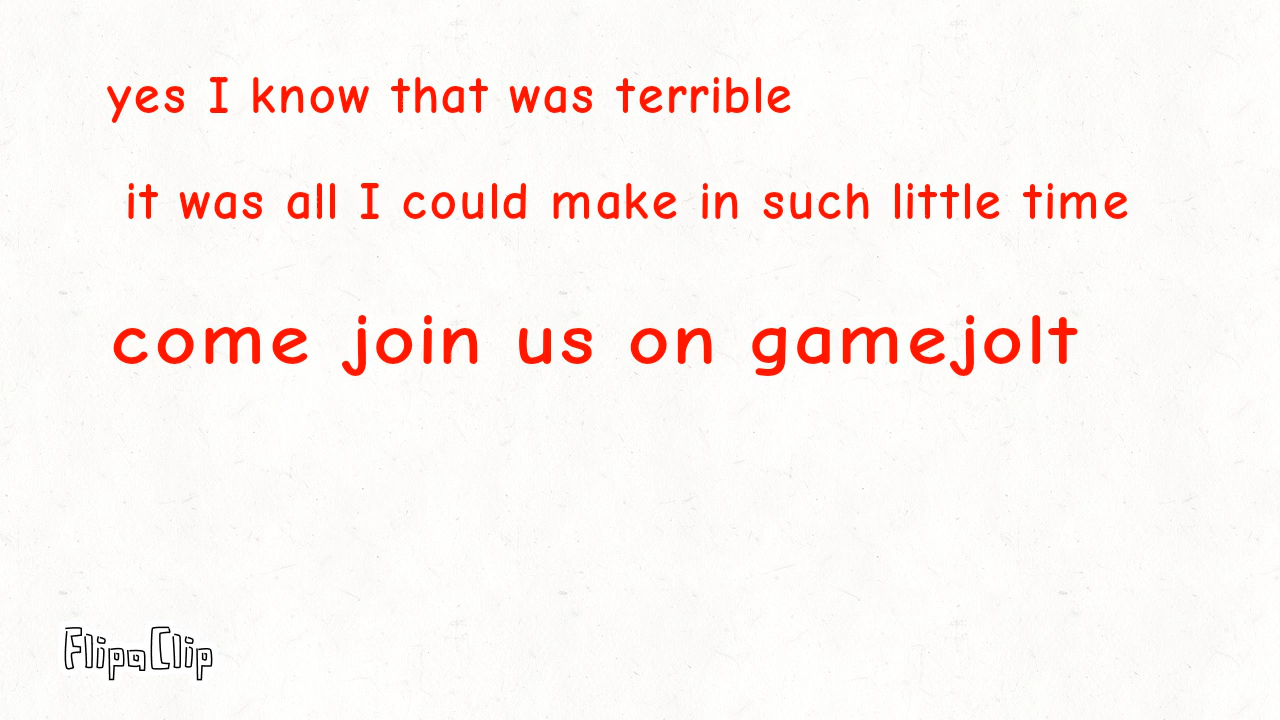 yes I know that was terrible
it was all I could make in such little time
come join us on gamejolt
FlipaClip